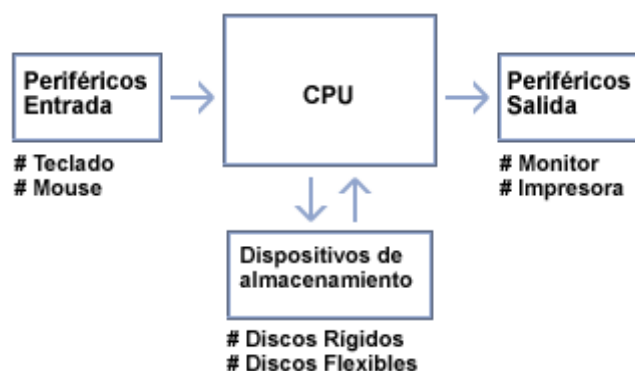 Periféricos
Entrada
# Teclado
# Mouse
CPU
Periféricos
Salida
# Monitor
# Impresora
Dispositivos de
almacenamiento
# Discos Rígidos
# Discos Flexibles